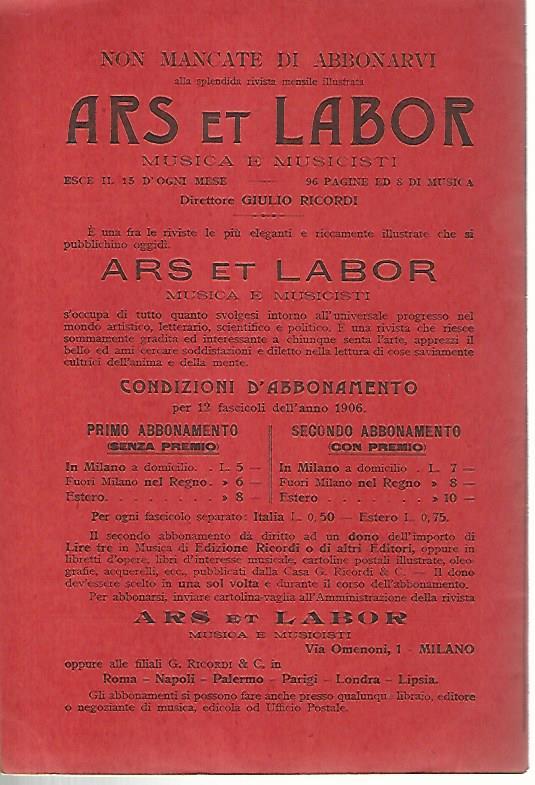 NON MANCATE DI ABBONARVI
alla splendida rivista mensile illustrata
ARS ET LABOR
MUSICA E MUSICISTI
ESCE IL 15 D'OGNI MESE — 96 PAGINE ED 8 DI MUSICA
Direttore GIULIO RICORDI
È una fra le riviste le più eleganti e riccamente illustrate che si
pubblichino oggidì.
ARS ET LABOR
MUSICA E MUSICISTI
s'occupa di tutto quanto svolgesi intorno all'universale progresso nel
mondo artistico, letterario, scientifico e politico. È una rivista che riesce
sommamente gradita ed interessante a chiunque senta l'arte, apprezzi il
bello ed ami cercare soddisfazioni e diletto nella lettura di cose saviamente
cultrici dell'anima e della mente.
CONDIZIONI D'ABBONAMENTO
per 12 fascicoli dell'anno 1906.
PRIMO ABBONAMENTO
(SENZA PREMIO)
In Milano a domicilio. . L. 5 —
Fuori Milano nel Regno. » 6 —
Estero. . . . . . . . » 8 —
SECONDO ABBONAMENTO
(CON PREMIO)
In Milano a domicilio . L. 7 —
Fuori Milano nel Regno » 8 —
Estero . . . . . . . . » 10 —
Per ogni fascicolo separato: Italia L. 0,50 — Estero L. 0,75.
Il secondo abbonamento dà diritto ad un dono dell'importo di
Lire tre in Musica di Edizione Ricordi o di altri Editori, oppure in
libretti d'opere, libri d'interesse musicale, cartoline postali illustrate, oleo-
grafie, acquerelli, ecc., pubblicati dalla Casa G. Ricordi & C. — Il dono
dev'essere scelto in una sol volta e durante il corso dell'abbonamento.
Per abbonarsi, inviare cartolina-vaglia all'Amministrazione della rivista
ARS ET LABOR
MUSICA E MUSICISTI
Via Omenoni, 1 - MILANO
oppure alle filiali G. RICORDI & C. in
Roma – Napoli – Palermo – Parigi – Londra – Lipsia.
Gli abbonamenti si possono fare anche presso qualunque libraio, editore
o negoziante di musica, edicola od Ufficio Postale.